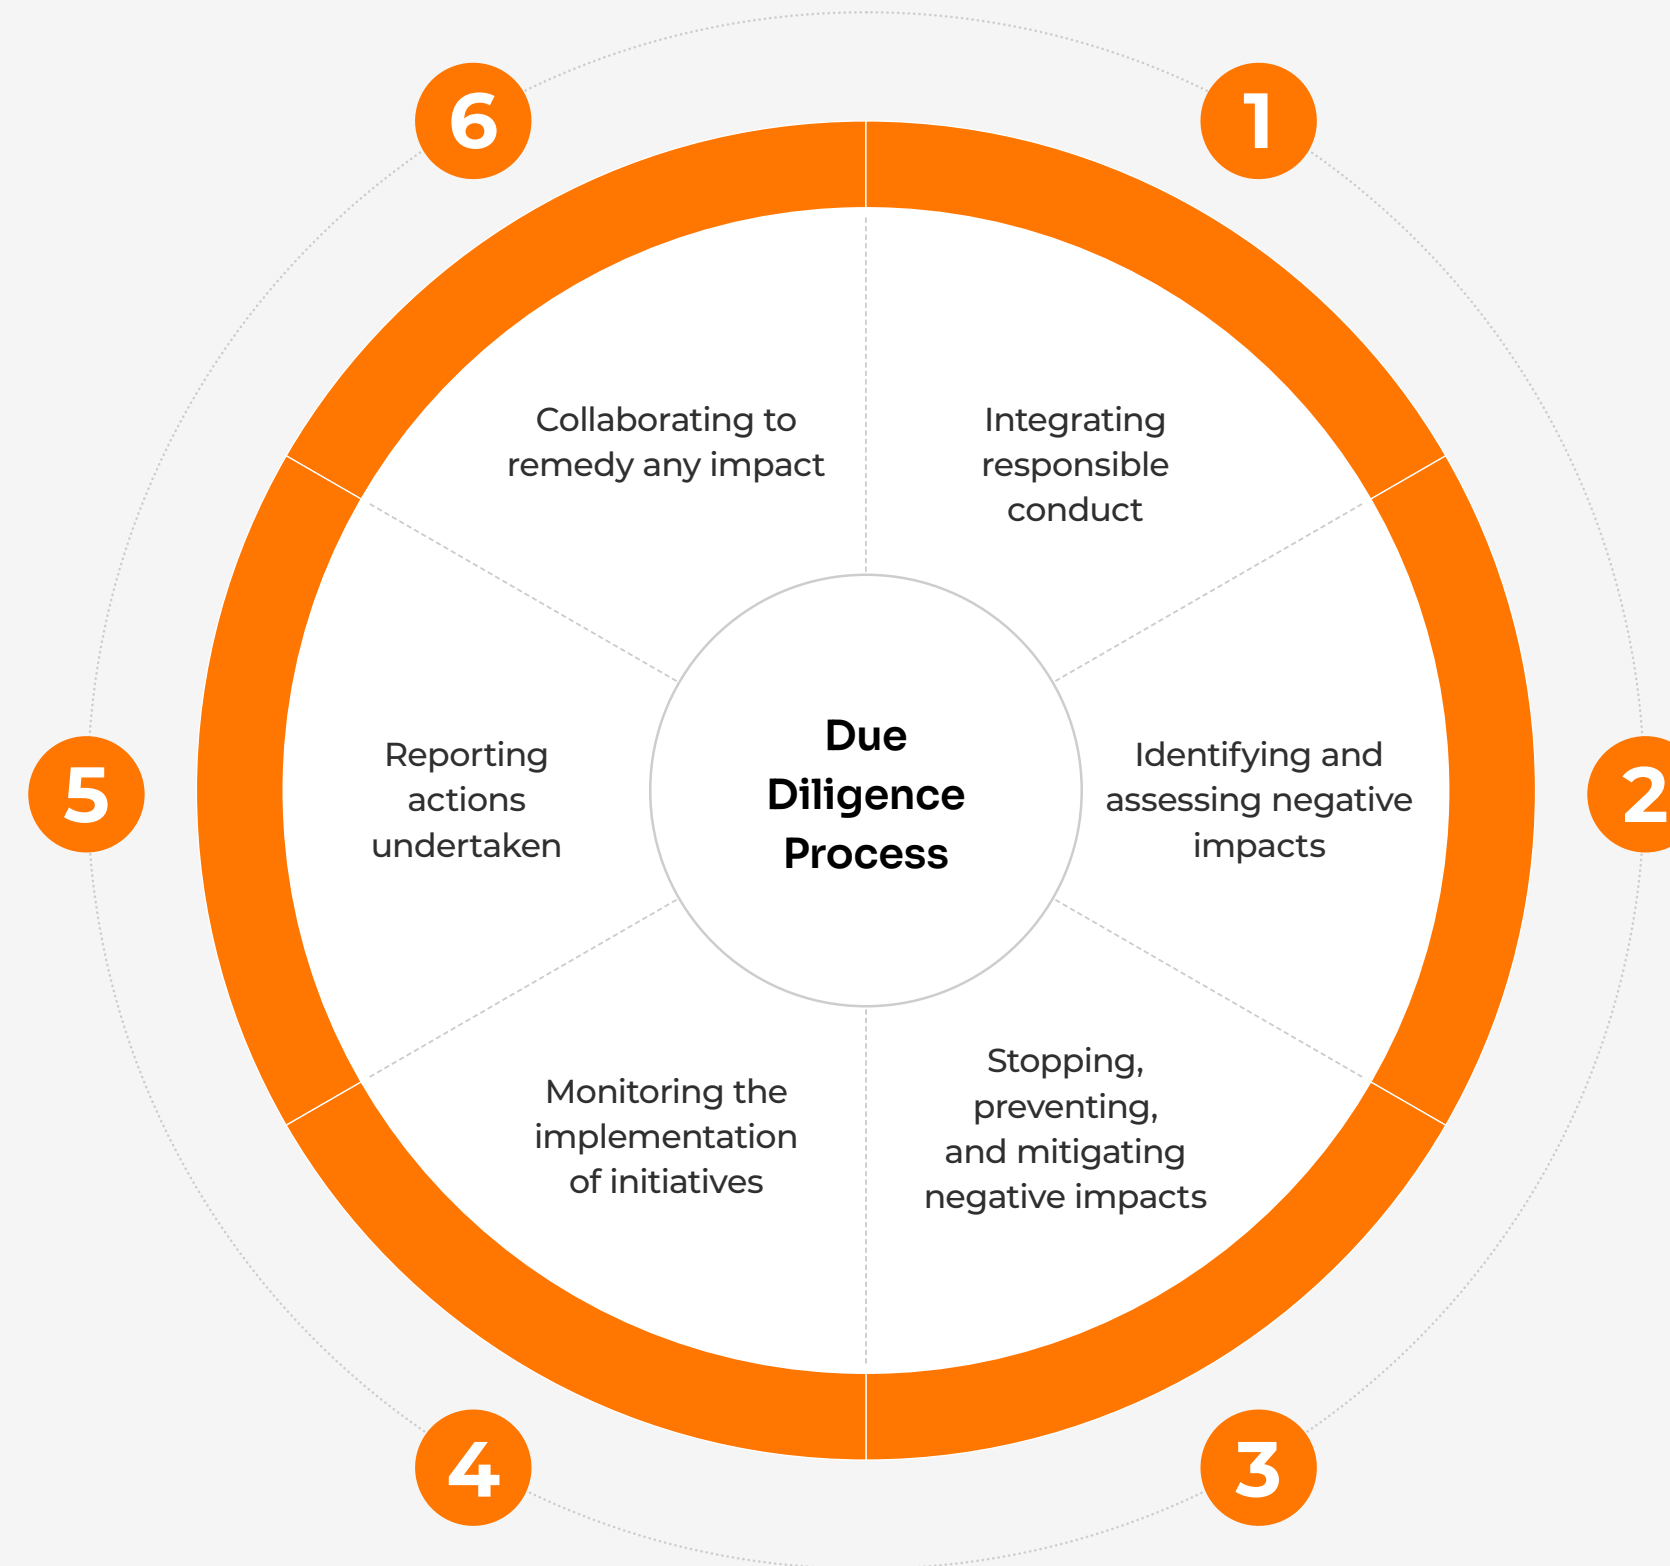 1
Integrating
responsible
conduct
2
Identifying and
assessing negative
impacts
3
Stopping,
preventing,
and mitigating
negative impacts
4
Monitoring the
implementation
of initiatives
5
Reporting
actions
undertaken
6
Collaborating to
remedy any impact
Due
Diligence
Process